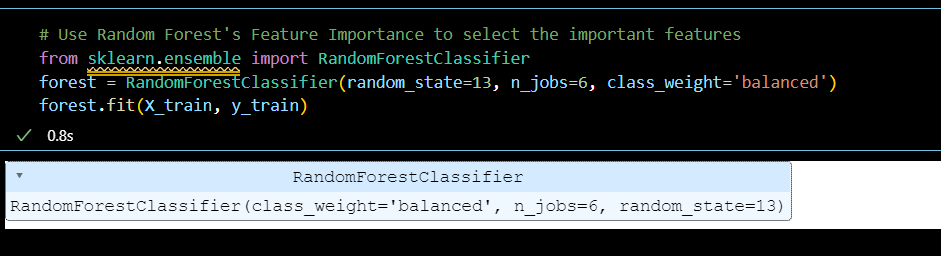 # Use Random Forest's Feature Importance to select the important features
from sklearn.ensemble import RandomForestClassifier
forest = RandomForestClassifier(random_state=13, n_jobs=6, class_weight='balanced')
forest.fit(X_train, y_train)
✓ 0.8s
▾ RandomForestClassifier
RandomForestClassifier(class_weight='balanced', n_jobs=6, random_state=13)